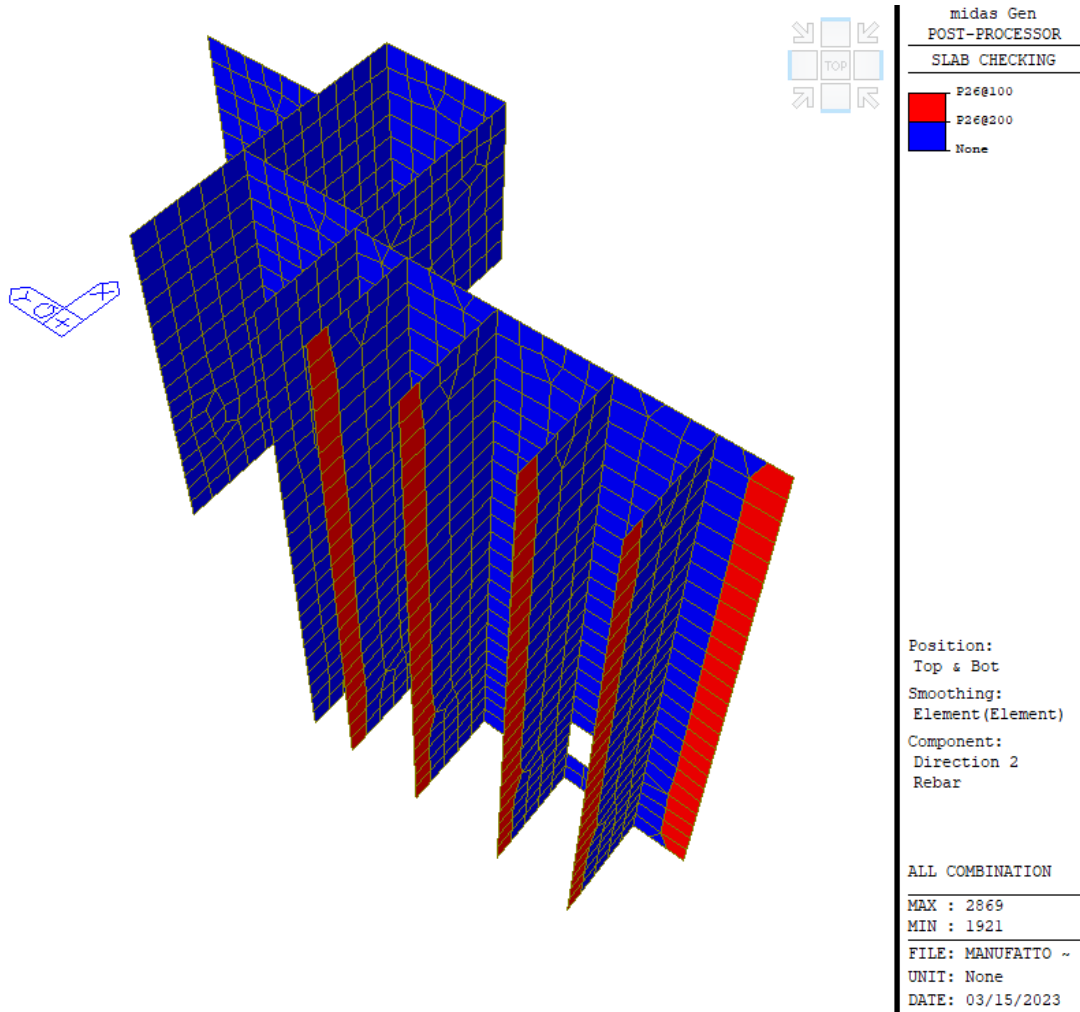 midas Gen
POST-PROCESSOR
SLAB CHECKING
P26@100
P26@200
None
TOP
Position:
Top & Bot
Smoothing:
Element(Element)
Component:
Direction 2
Rebar
ALL COMBINATION
MAX : 2869
MIN : 1921
FILE: MANUFATTO ~
UNIT: None
DATE: 03/15/2023